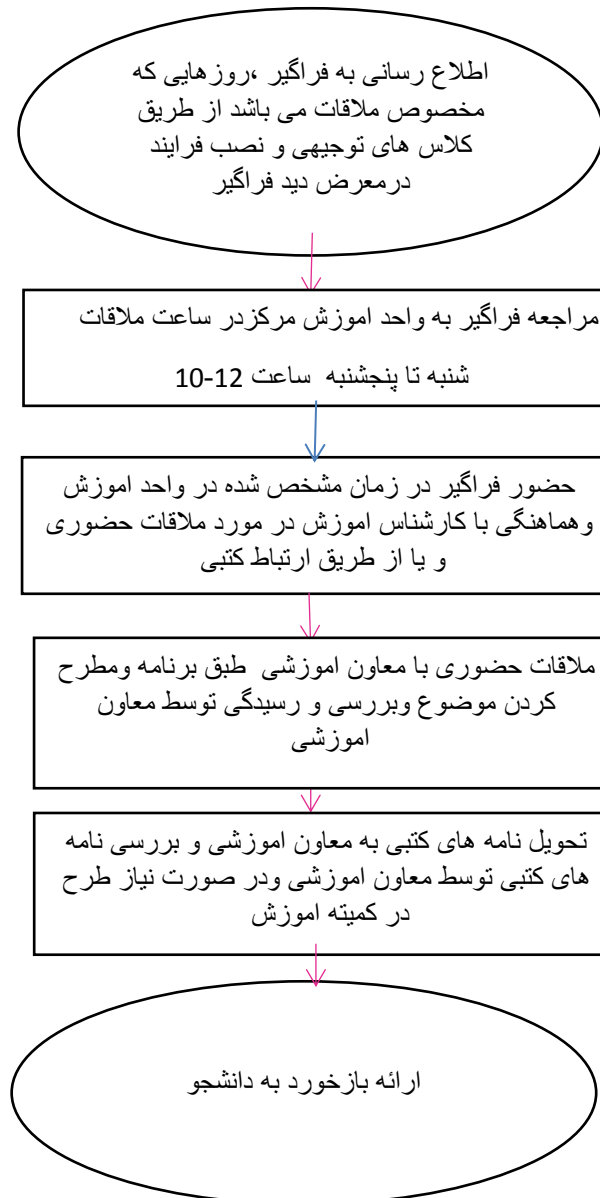 اطلاع رسانی به فراگیر ،روزهایی که
مخصوص ملاقات می باشد از طریق
کلاس های توجیهی و نصب فرایند
درمعرض دید فراگیر
مراجعه فراگیر به واحد اموزش مرکزدر ساعت ملاقات
شنبه تا پنجشنبه ساعت 12-10
حضور فراگیر در زمان مشخص شده در واحد اموزش
وهماهنگی با کارشناس اموزش در مورد ملاقات حضوری
و یا از طریق ارتباط کتبی
ملاقات حضوری با معاون اموزشی طبق برنامه ومطرح
کردن موضوع وبررسی و رسیدگی توسط معاون
اموزشی
تحویل نامه های کتبی به معاون اموزشی و بررسی نامه
های کتبی توسط معاون اموزشی ودر صورت نیاز طرح
در کمیته اموزش
ارائه بازخورد به دانشجو